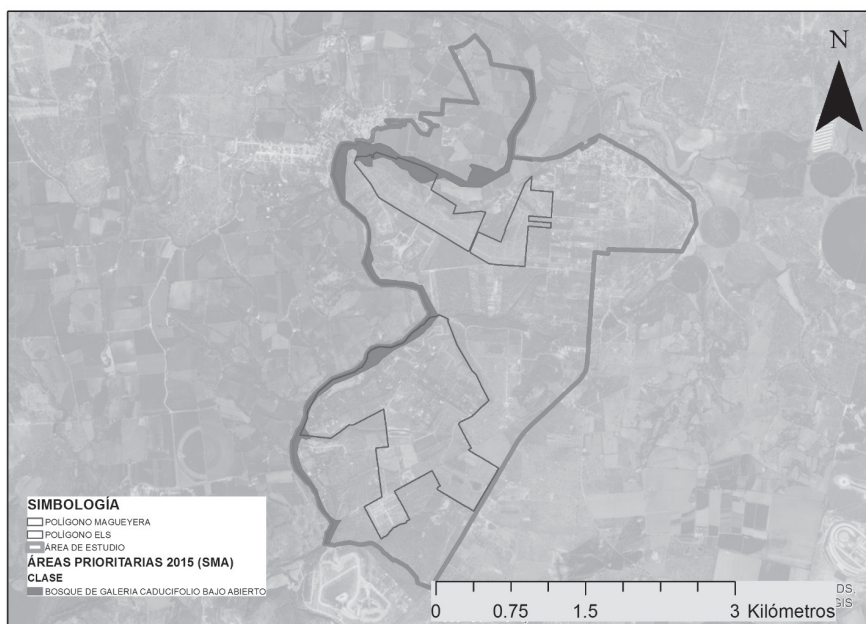 N
SIMBOLOGÍA
POLÍGONO MAGUEYERA
POLÍGONO ELS
ÁREA DE ESTUDIO
ÁREAS PRIORITARIAS 2015 (SMA)
CLASE
BOSQUE DE GALERIA CADUCIFOLIO BAJO ABIERTO
0 0.75 1.5 3 Kilómetros
DS,